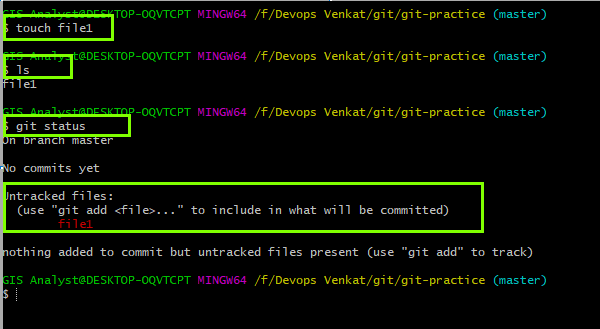 GIS Analyst@DESKTOP-OQVTCPT MINGW64 /f/Devops Venkat/git/git-practice (master)
$ touch file1
GIS Analyst@DESKTOP-OQVTCPT MINGW64 /f/Devops Venkat/git/git-practice (master)
$ ls
file1
GIS Analyst@DESKTOP-OQVTCPT MINGW64 /f/Devops Venkat/git/git-practice (master)
$ git status
On branch master
No commits yet
Untracked files:
(use "git add <file>..." to include in what will be committed)
file1
nothing added to commit but untracked files present (use "git add" to track)
GIS Analyst@DESKTOP-OQVTCPT MINGW64 /f/Devops Venkat/git/git-practice (master)
$